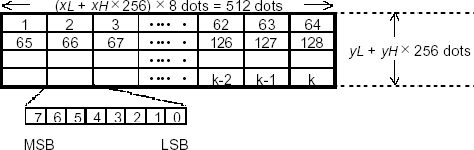 (xL + xH×256) × 8 dots = 512 dots
1 2 3 ···· 62 63 64
65 66 67 ···· 126 127 128
····
···· k-2 k-1 k
yL + yH × 256 dots
7 6 5 4 3 2 1 0
MSB LSB